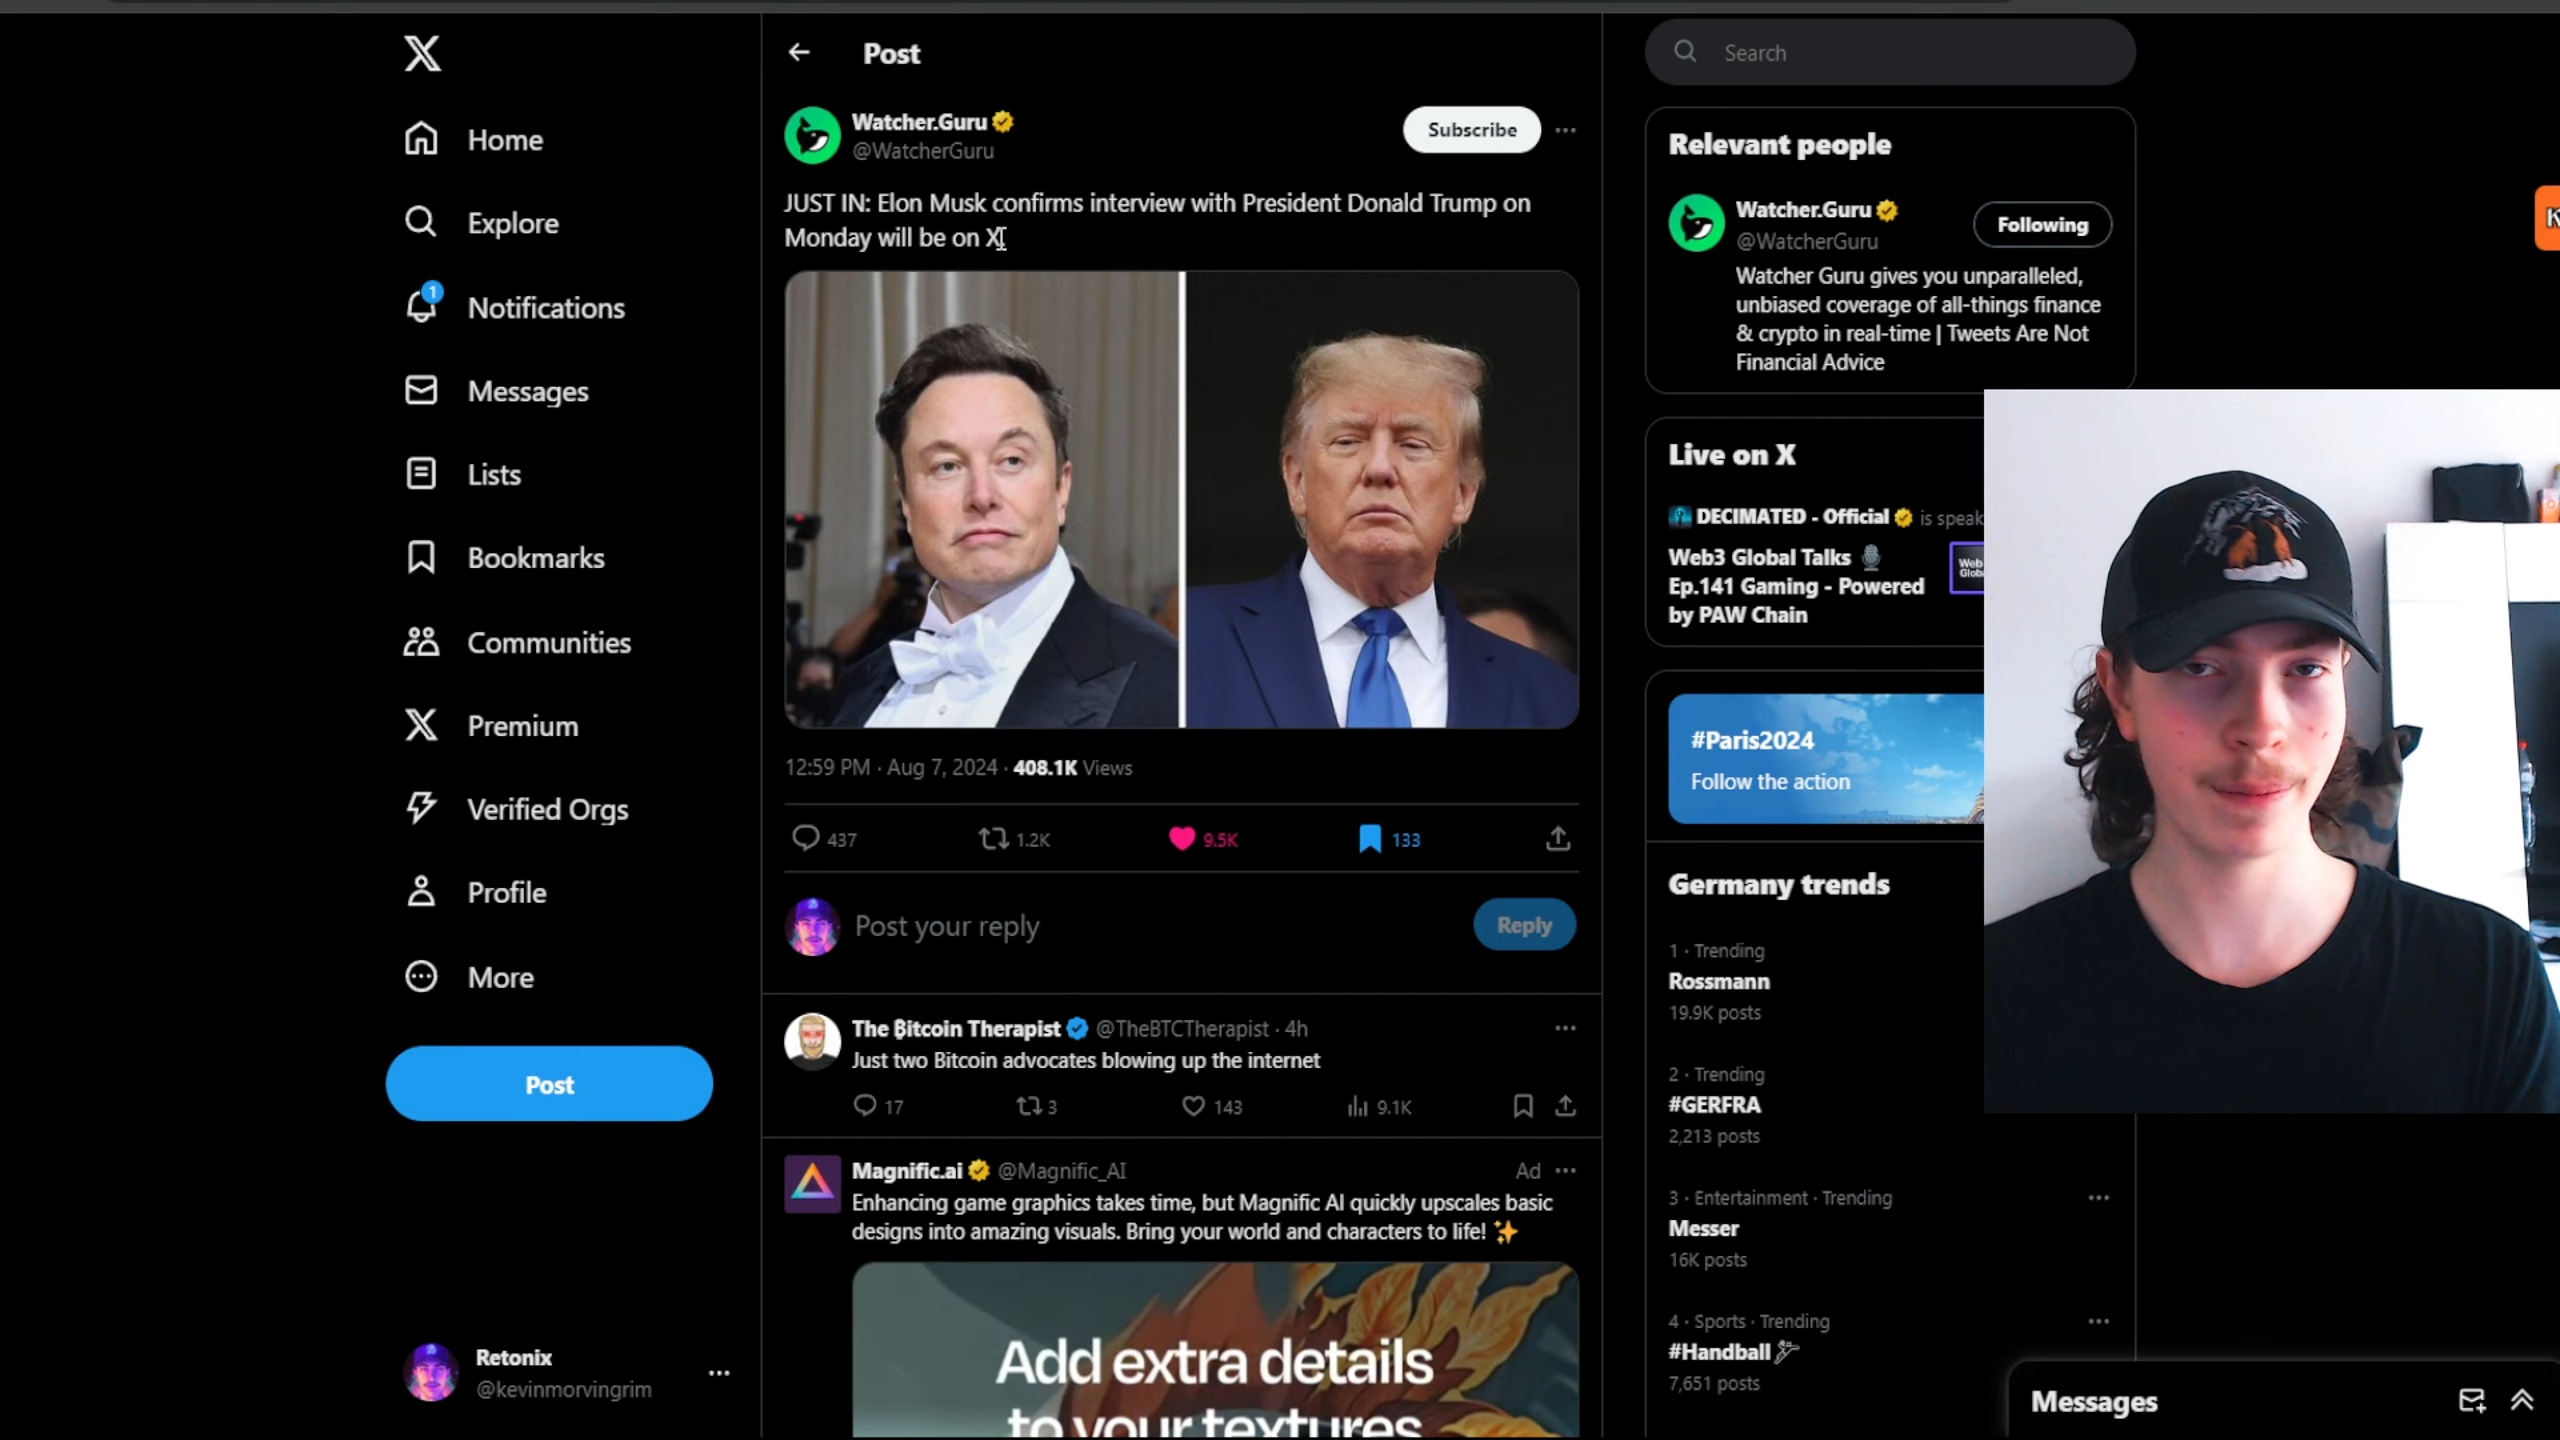 Home
Explore
1
Notifications
Messages
Lists
Bookmarks
Communities
Premium
Verified Orgs
Profile
More
Post
Retonix
@kevinmorvingrim
Post
Watcher.Guru
@WatcherGuru
Subscribe
JUST IN: Elon Musk confirms interview with President Donald Trump on
Monday will be on X
12:59 PM · Aug 7, 2024 · 408.1K Views
437
1.2K
9.5K
133
Post your reply
Reply
The ₿itcoin Therapist @TheBTCTherapist · 4h
Just two Bitcoin advocates blowing up the internet
17
3
143
9.1K
Magnific.ai @Magnific_AI
Ad
Enhancing game graphics takes time, but Magnific AI quickly upscales basic
designs into amazing visuals. Bring your world and characters to life! ✨
Add extra details
to your textures
Search
Relevant people
Watcher.Guru
@WatcherGuru
Following
Watcher Guru gives you unparalleled,
unbiased coverage of all-things finance
& crypto in real-time | Tweets Are Not
Financial Advice
Live on X
DECIMATED - Official is speak
Web3 Global Talks 🎙️
Ep.141 Gaming - Powered
by PAW Chain
#Paris2024
Follow the action
Germany trends
1 · Trending
Rossmann
19.9K posts
2 · Trending
#GERFRA
2,213 posts
3 · Entertainment · Trending
Messer
16K posts
4 · Sports · Trending
#Handball
7,651 posts
Messages